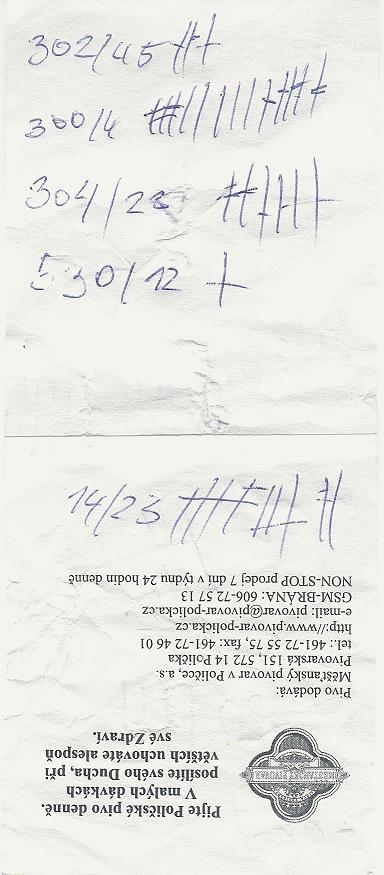 302/45
300/4
304/23
530/12
14/23
Pijte Poličské pivo denně.
V malých dávkách
posílíte svého Ducha, při
větších uchováte alespoň
své Zdraví.
Pivo dodává:
Měšťanský pivovar v Poličce, a.s.
Pivovarská 151, 572 14 Polička
tel.: 461-72 55 75, fax: 461-72 46 01
http://www.pivovar-policka.cz
e-mail: pivovar@pivovar-policka.cz
GSM-BRÁNA: 606-72 57 13
NON-STOP prodej 7 dní v týdnu 24 hodin denně